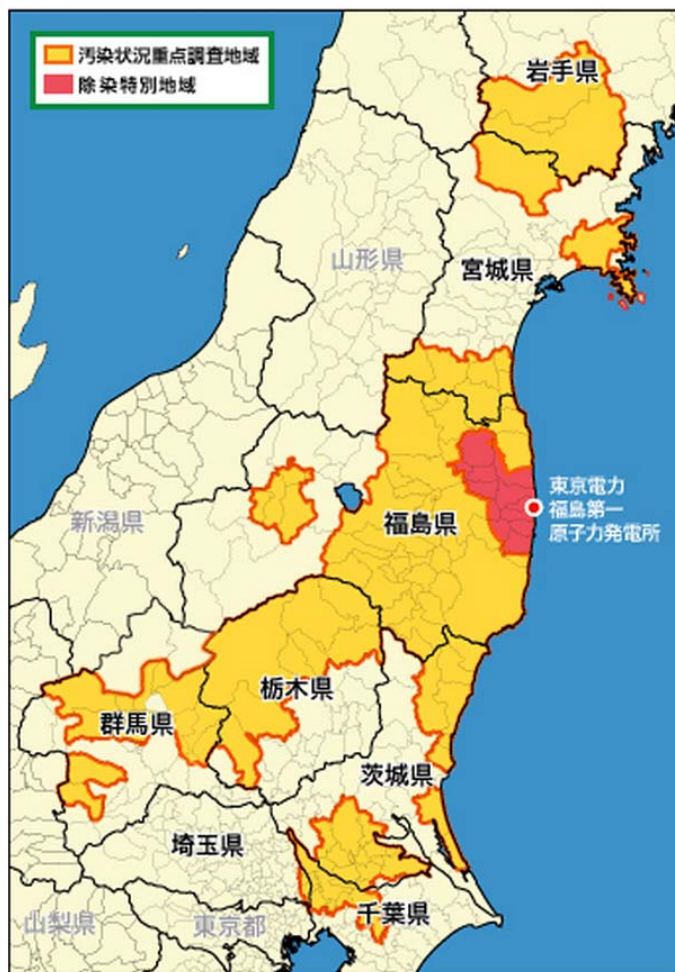 汚染状況重点調査地域
除染特別地域
岩手県
山形県
宮城県
新潟県
福島県
東京電力
福島第一
原子力発電所
栃木県
群馬県
茨城県
埼玉県
山梨県
東京都
千葉県